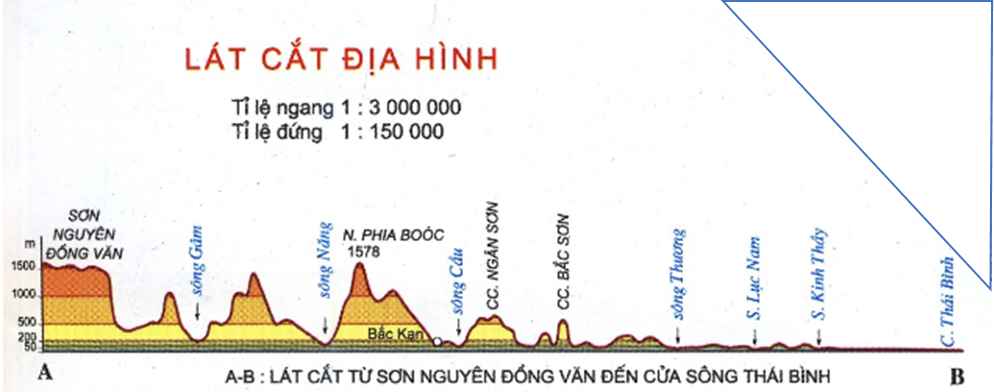 LÁT CẮT ĐỊA HÌNH
Tỉ lệ ngang 1 : 3 000 000
Tỉ lệ đứng 1 : 150 000
SƠN
NGUYÊN
ĐỒNG VĂN
sông Gâm
sông Năng
N. PHIA BOÓC
1578
sông Cầu
CC. NGÂN SƠN
CC. BẮC SƠN
sông Thương
S. Lục Nam
S. Kinh Thầy
C. Thái Bình
m
1500
1000
500
200
50
Bắc Kạn
A
B
A-B : LÁT CẮT TỪ SƠN NGUYÊN ĐỒNG VĂN ĐẾN CỬA SÔNG THÁI BÌNH